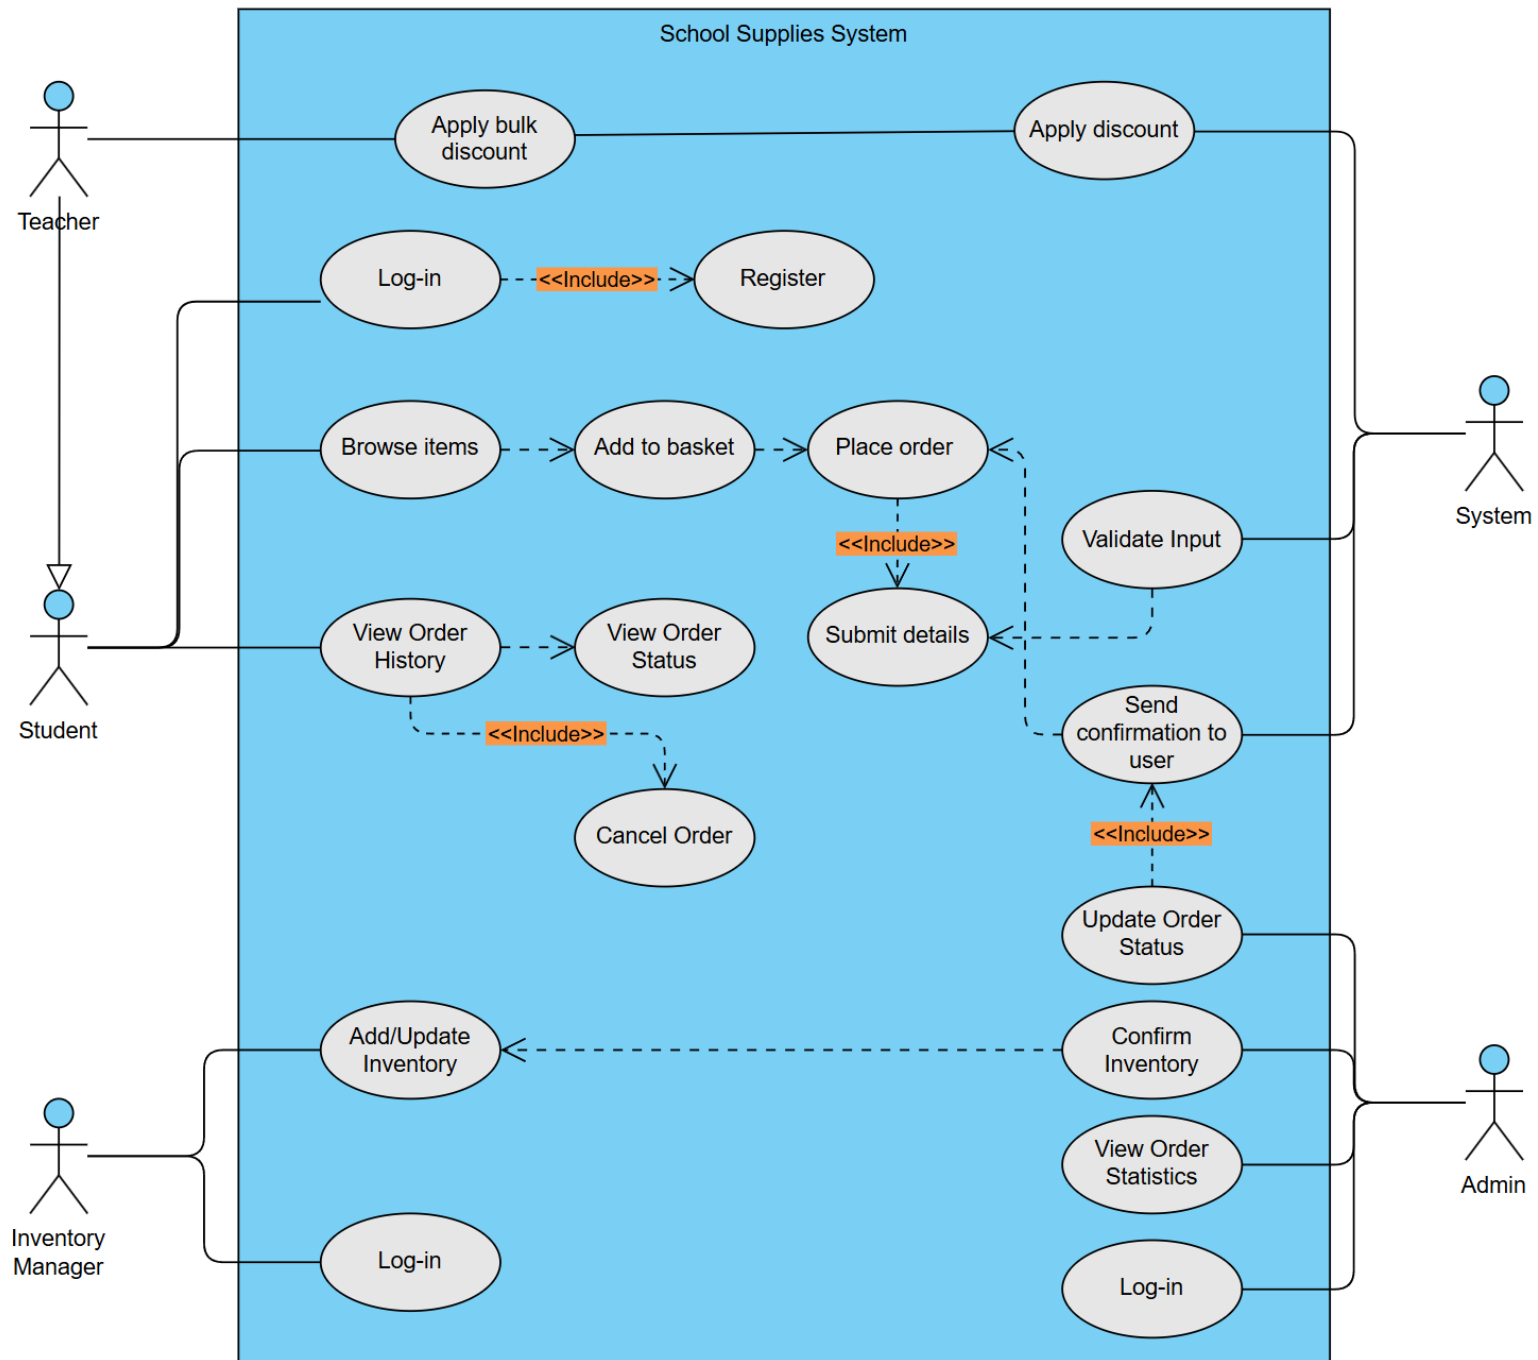 School Supplies System
Apply bulk
discount
Apply discount
Teacher
Log-in
<<Include>>
Register
Browse items
Add to basket
Place order
System
<<Include>>
Validate Input
View Order
History
View Order
Status
Submit details
Student
<<Include>>
Send
confirmation to
user
Cancel Order
<<Include>>
Update Order
Status
Add/Update
Inventory
Confirm
Inventory
View Order
Statistics
Admin
Inventory
Manager
Log-in
Log-in